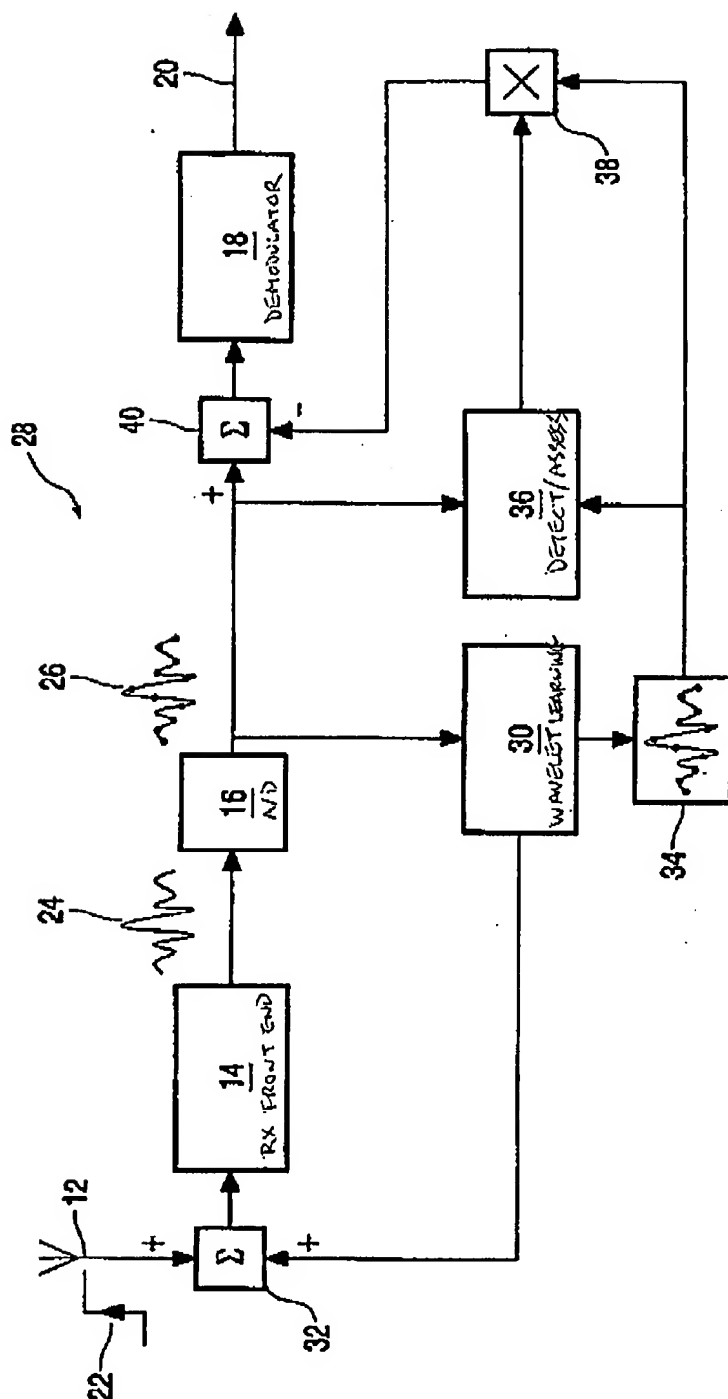 28
12
22
+
+
Σ
32
14
RX FRONT END
24
16
A/D
26
+
-
40
Σ
18
DEMODULATOR
20
30
WAVELET LEARNING
34
36
DETECT/ASSESS
X
38